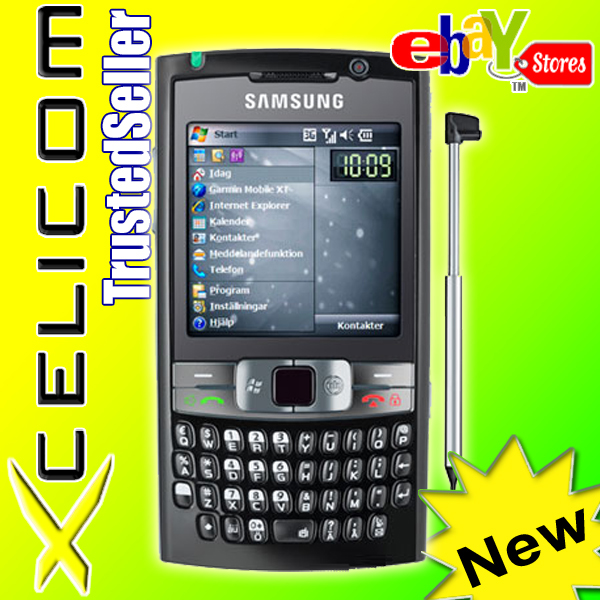 XCELICOM
TrustedSeller
ebaY
TM
Stores
SAMSUNG
Start
3G
10:09
Idag
Garmin Mobile XT
Internet Explorer
Kalender
Kontakter
Meddelandefunktion
Telefon
Program
Inställningar
Hjälp
Kontakter
New